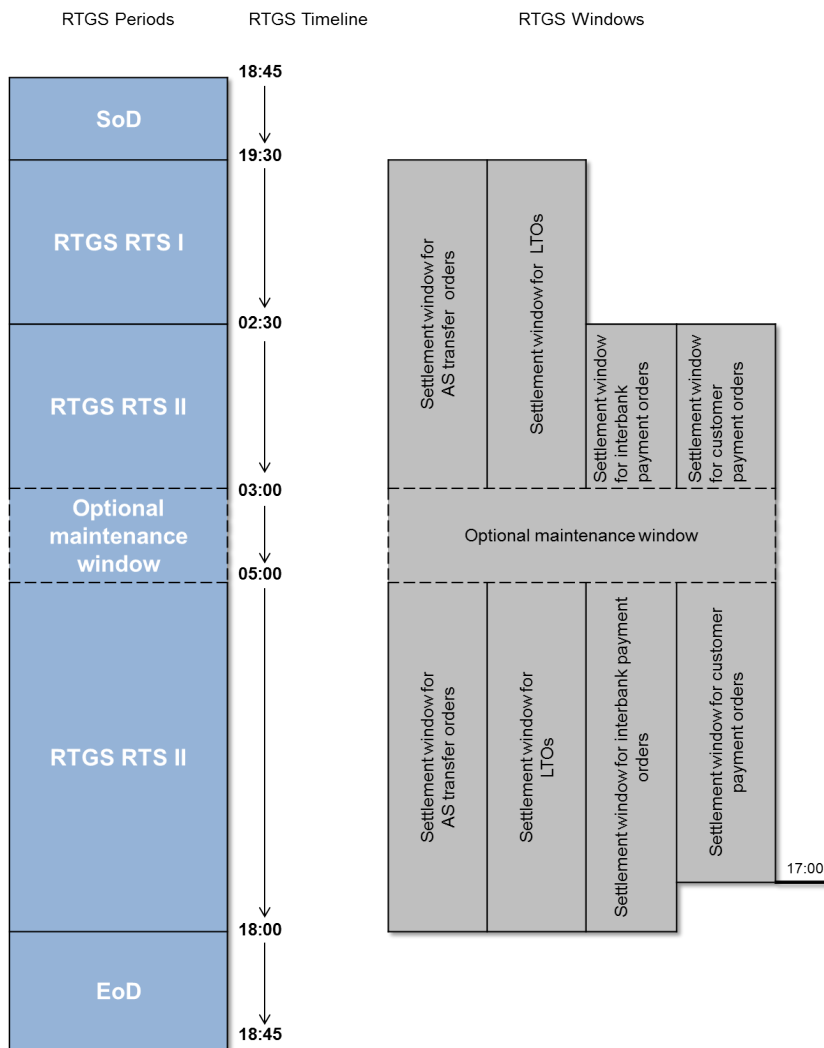 RTGS Periods
RTGS Timeline
RTGS Windows
18:45
SoD
19:30
RTGS RTS I
Settlement window for
AS transfer orders
Settlement window for LTOs
02:30
RTGS RTS II
Settlement window
for interbank
payment orders
Settlement window
for customer
payment orders
03:00
Optional
maintenance
window
Optional maintenance window
05:00
RTGS RTS II
Settlement window for
AS transfer orders
Settlement window for
LTOs
Settlement window for interbank payment
orders
Settlement window for customer
payment orders
17:00
18:00
EoD
18:45